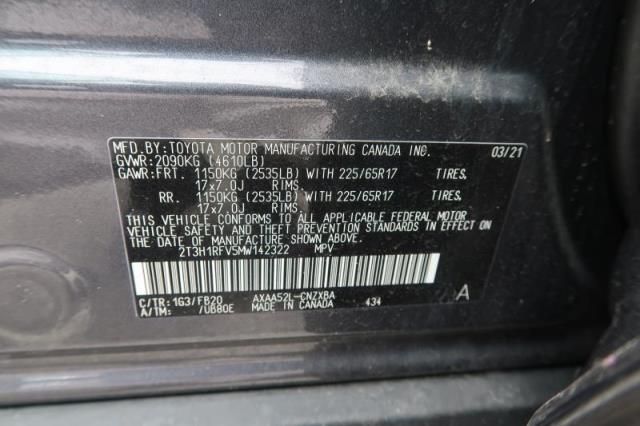 MFD.BY:TOYOTA MOTOR MANUFACTURING CANADA INC. 03/21
GVWR:2090KG (4610LB)
GAWR:FRT. 1150KG (2535LB) WITH 225/65R17 TIRES.
17x7.0J RIMS.
RR. 1150KG (2535LB) WITH 225/65R17 TIRES.
17x7.0J RIMS.
THIS VEHICLE CONFORMS TO ALL APPLICABLE FEDERAL MOTOR
VEHICLE SAFETY AND THEFT PREVENTION STANDARDS IN EFFECT ON
THE DATE OF MANUFACTURE SHOWN ABOVE.
2T3H1RFV5MW142322 MPV
C/TR:1G3/FB20 AXAA52L-CNZXBA 434 A
A/TM: /UB80E MADE IN CANADA